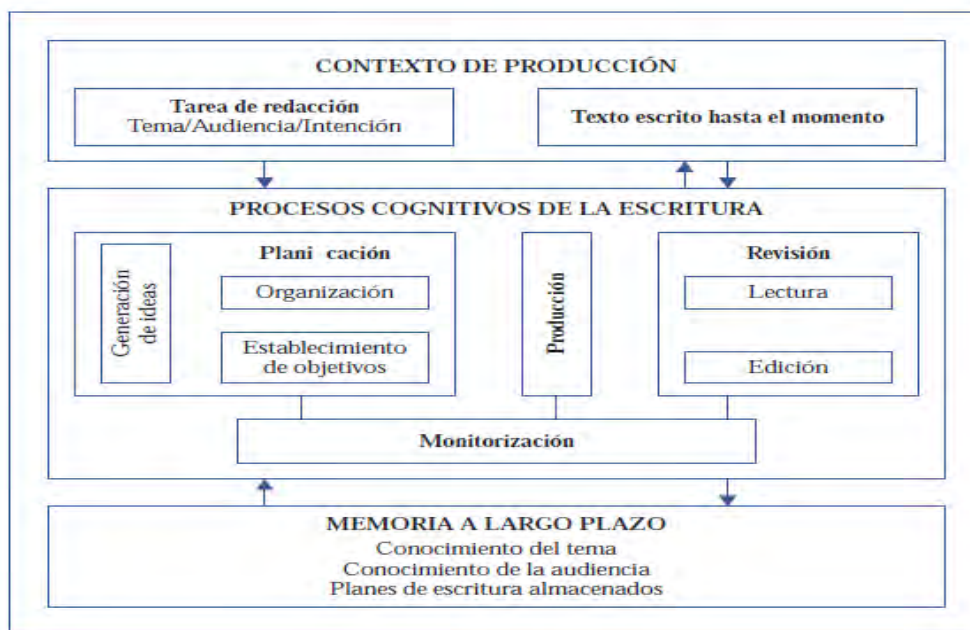 CONTEXTO DE PRODUCCIÓN
Tarea de redacción
Tema/Audiencia/Intención
Texto escrito hasta el momento
PROCESOS COGNITIVOS DE LA ESCRITURA
Generación
de ideas
Plani cación
Organización
Establecimiento
de objetivos
Producción
Revisión
Lectura
Edición
Monitorización
MEMORIA A LARGO PLAZO
Conocimiento del tema
Conocimiento de la audiencia
Planes de escritura almacenados